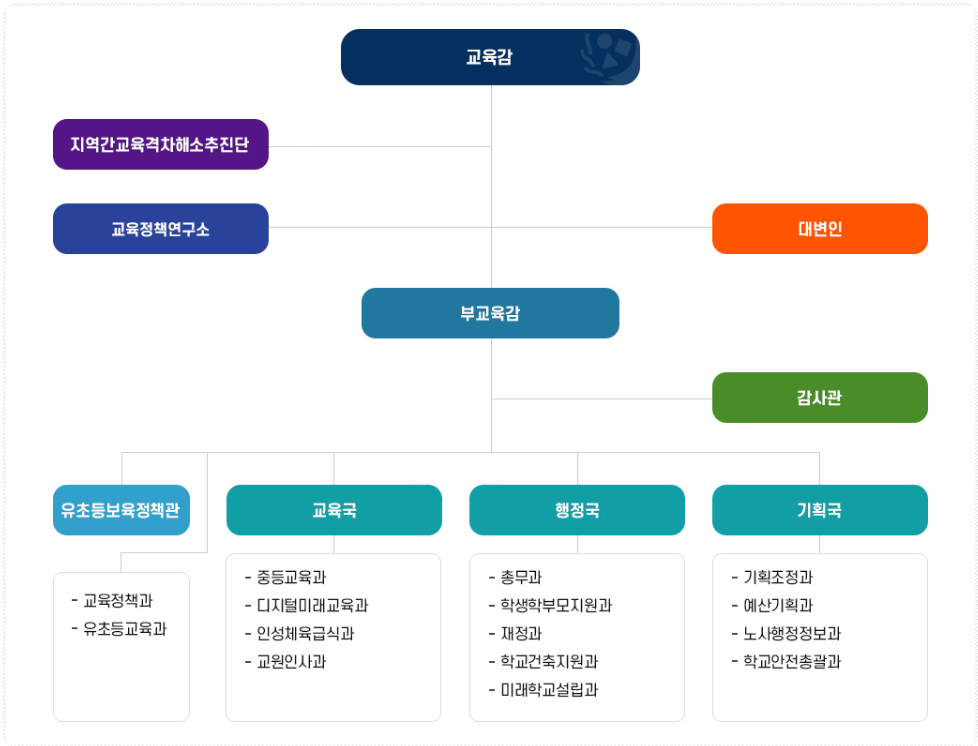 교육감
지역간교육격차해소추진단
교육정책연구소
대변인
부교육감
감사관
유초등보육정책관
교육국
행정국
기획국
- 교육정책과
- 유초등교육과
- 중등교육과
- 디지털미래교육과
- 인성체육급식과
- 교원인사과
- 총무과
- 학생학부모지원과
- 재정과
- 학교건축지원과
- 미래학교설립과
- 기획조정과
- 예산기획과
- 노사행정정보과
- 학교안전총괄과